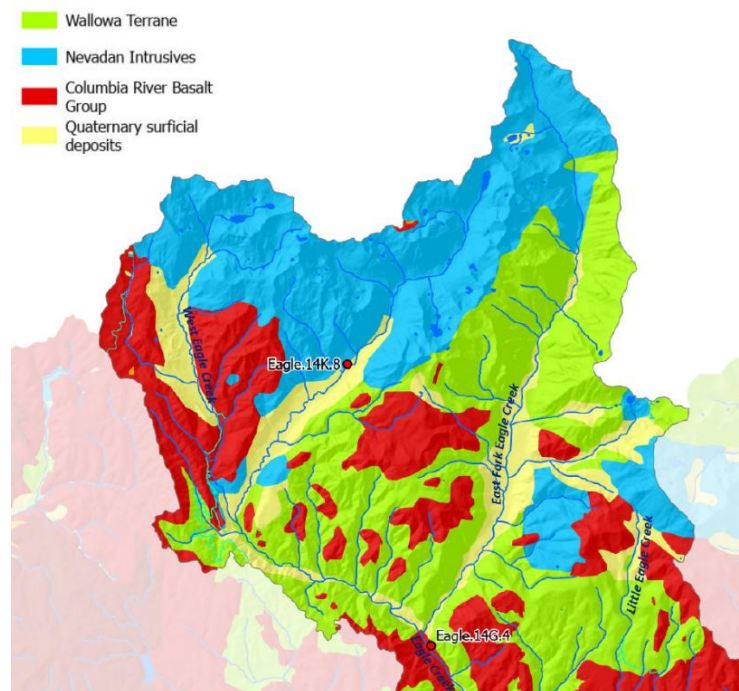 Wallowa Terrane
Nevadan Intrusives
Columbia River Basalt
Group
Quaternary surficial
deposits
West Eagle Creek
Eagle.14K.8
East Fork Eagle Creek
Little Eagle Creek
Eagle.14G.4
Eagle Creek